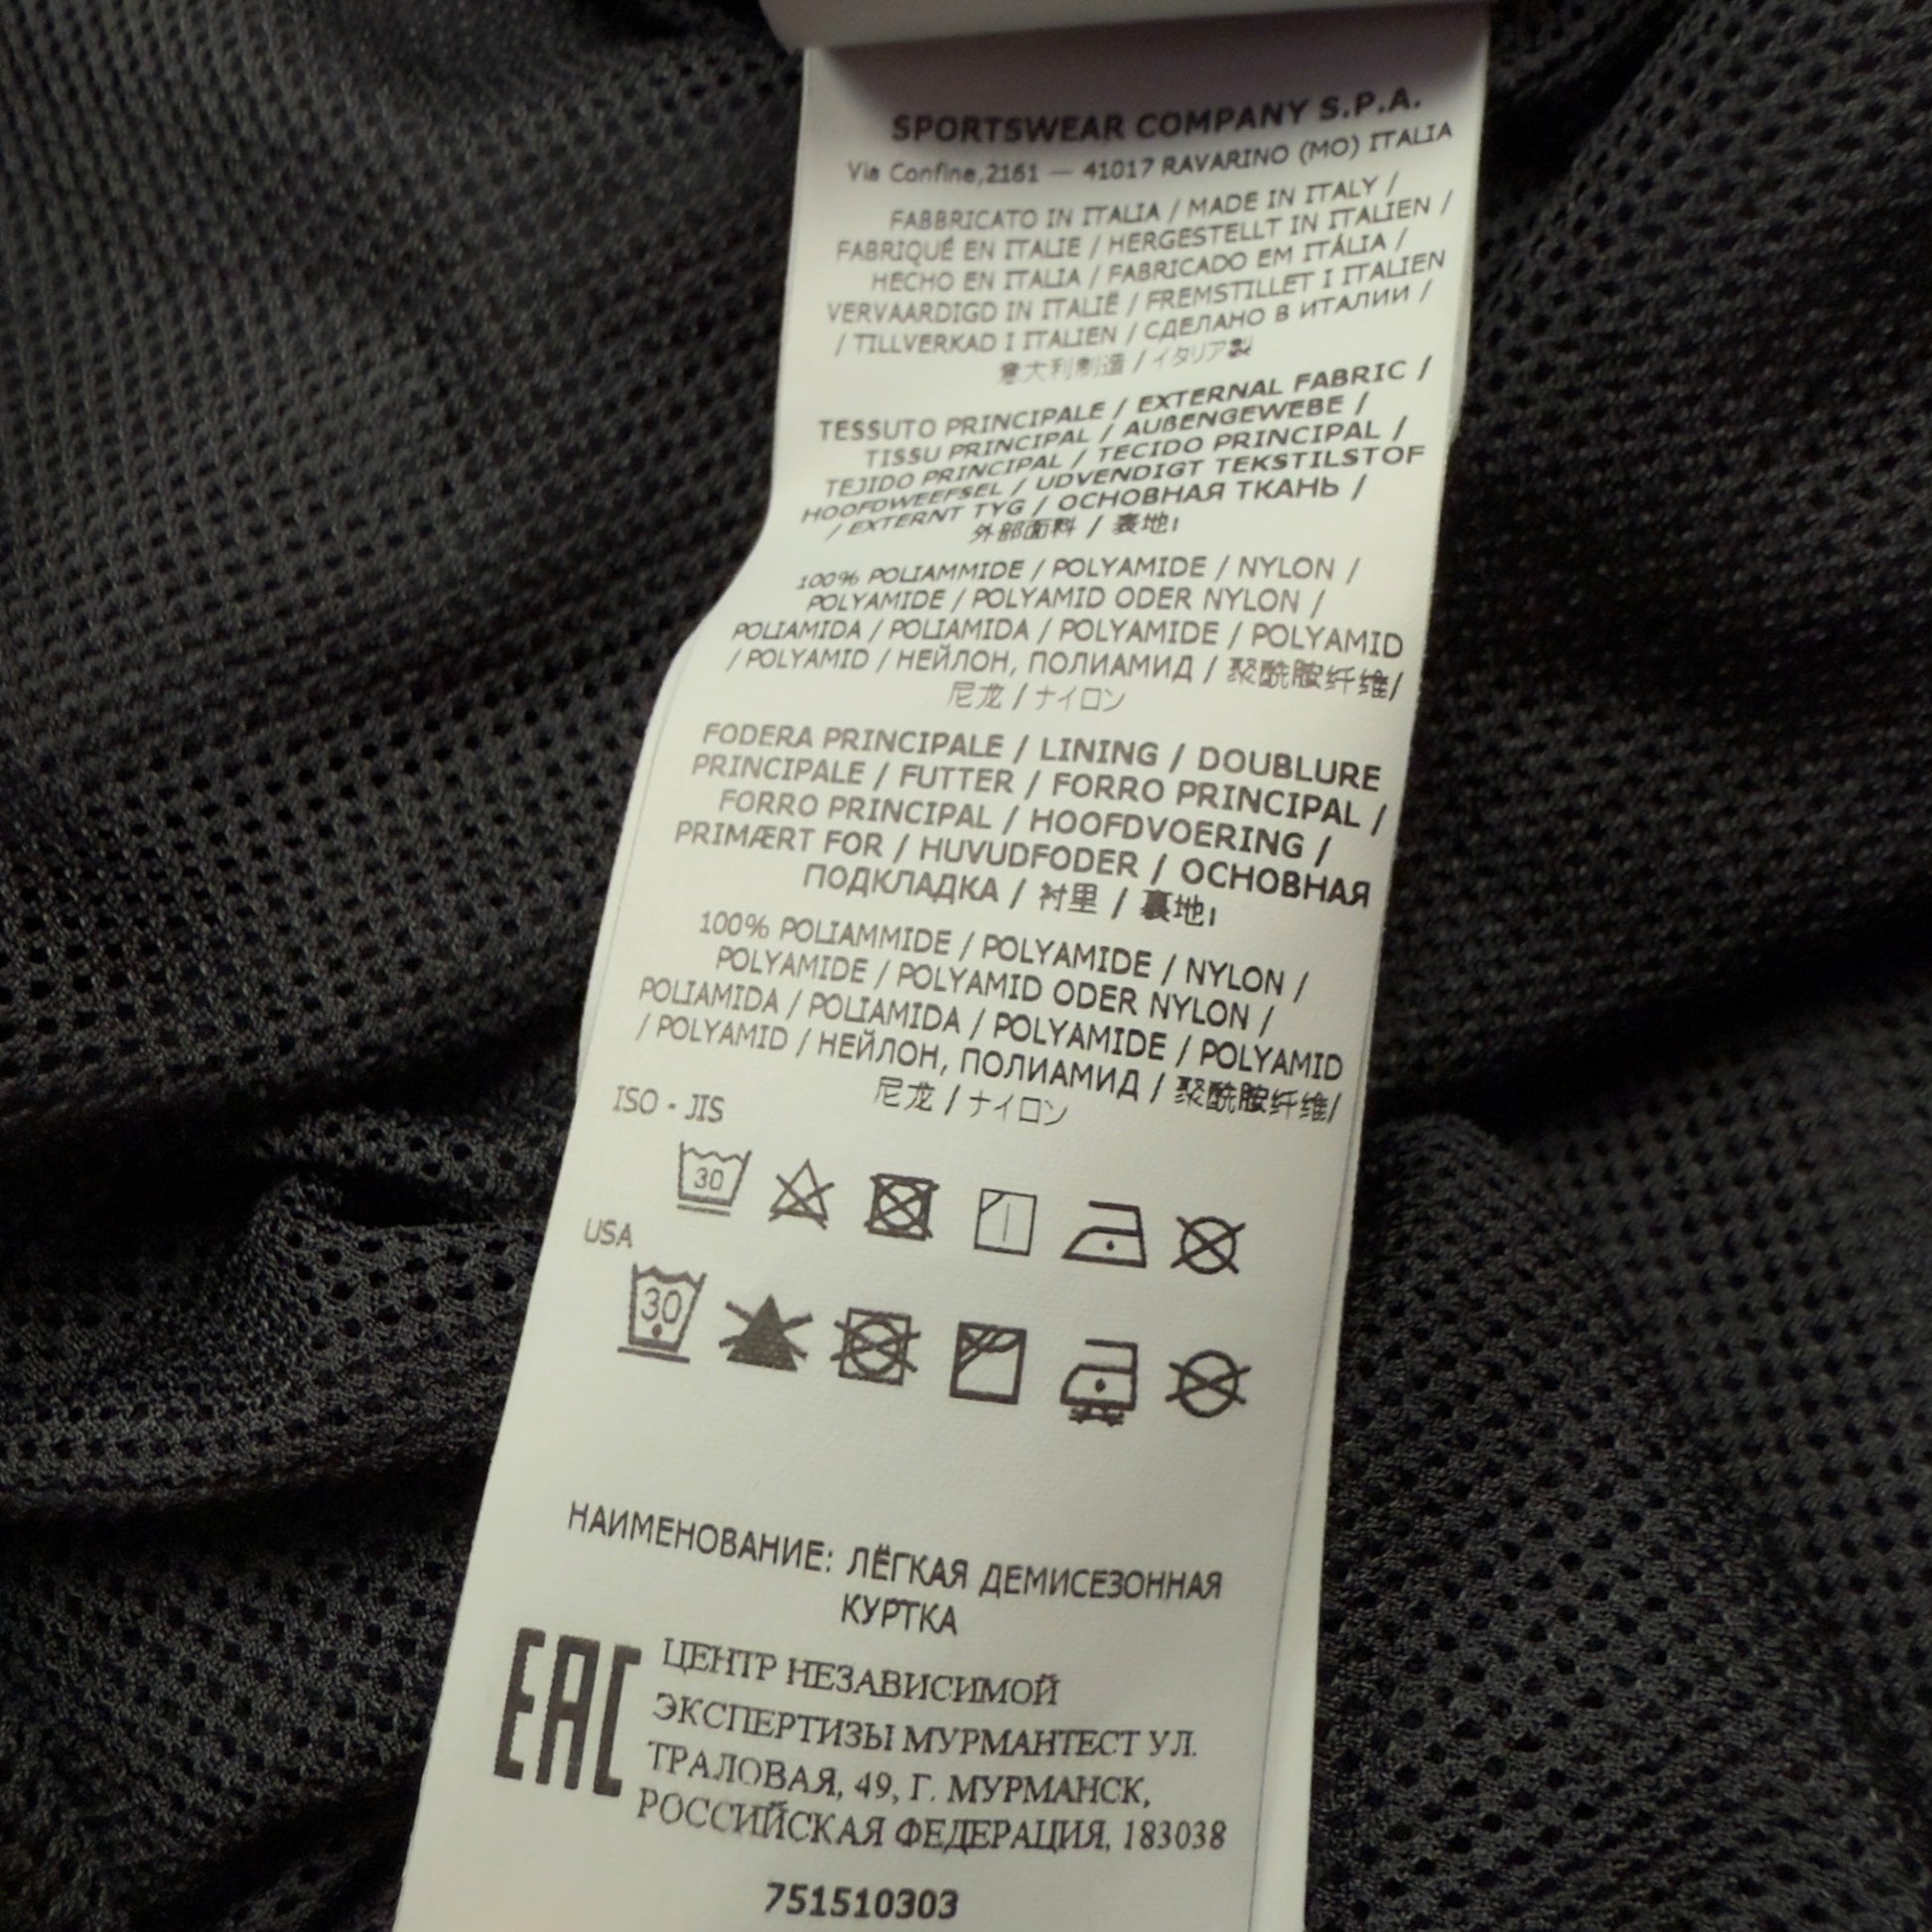 SPORTSWEAR COMPANY S.P.A.
Via Confine,2161 — 41017 RAVARINO (MO) ITALIA
FABBRICATO IN ITALIA / MADE IN ITALY /
FABRIQUÉ EN ITALIE / HERGESTELLT IN ITALIEN /
HECHO EN ITALIA / FABRICADO EM ITÁLIA /
VERVAARDIGD IN ITALIË / FREMSTILLET I ITALIEN
/ TILLVERKAD I ITALIEN / СДЕЛАНО В ИТАЛИИ /
意大利制造 / イタリア製
TESSUTO PRINCIPALE / EXTERNAL FABRIC /
TISSU PRINCIPAL / AUßENGEWEBE /
TEJIDO PRINCIPAL / TECIDO PRINCIPAL /
HOOFDWEEFSEL / UDVENDIGT TEKSTILSTOF
/ EXTERNT TYG / ОСНОВНАЯ ТКАНЬ /
外部面料 / 表地1
100% POLIAMMIDE / POLYAMIDE / NYLON /
POLYAMIDE / POLYAMID ODER NYLON /
POLIAMIDA / POLIAMIDA / POLYAMIDE / POLYAMID
/ POLYAMID / НЕЙЛОН, ПОЛИАМИД / 聚酰胺纤维/
尼龙 / ナイロン
FODERA PRINCIPALE / LINING / DOUBLURE
PRINCIPALE / FUTTER / FORRO PRINCIPAL /
FORRO PRINCIPAL / HOOFDVOERING /
PRIMÆRT FOR / HUVUDFODER / ОСНОВНАЯ
ПОДКЛАДКА / 衬里 / 裏地1
100% POLIAMMIDE / POLYAMIDE / NYLON /
POLYAMIDE / POLYAMID ODER NYLON /
POLIAMIDA / POLIAMIDA / POLYAMIDE / POLYAMID
/ POLYAMID / НЕЙЛОН, ПОЛИАМИД / 聚酰胺纤维/
尼龙 / ナイロン
ISO - JIS
30
USA
30
НАИМЕНОВАНИЕ: ЛЁГКАЯ ДЕМИСЕЗОННАЯ
КУРТКА
EAC
ЦЕНТР НЕЗАВИСИМОЙ
ЭКСПЕРТИЗЫ МУРМАНТЕСТ УЛ.
ТРАЛОВАЯ, 49, Г. МУРМАНСК,
РОССИЙСКАЯ ФЕДЕРАЦИЯ, 183038
751510303